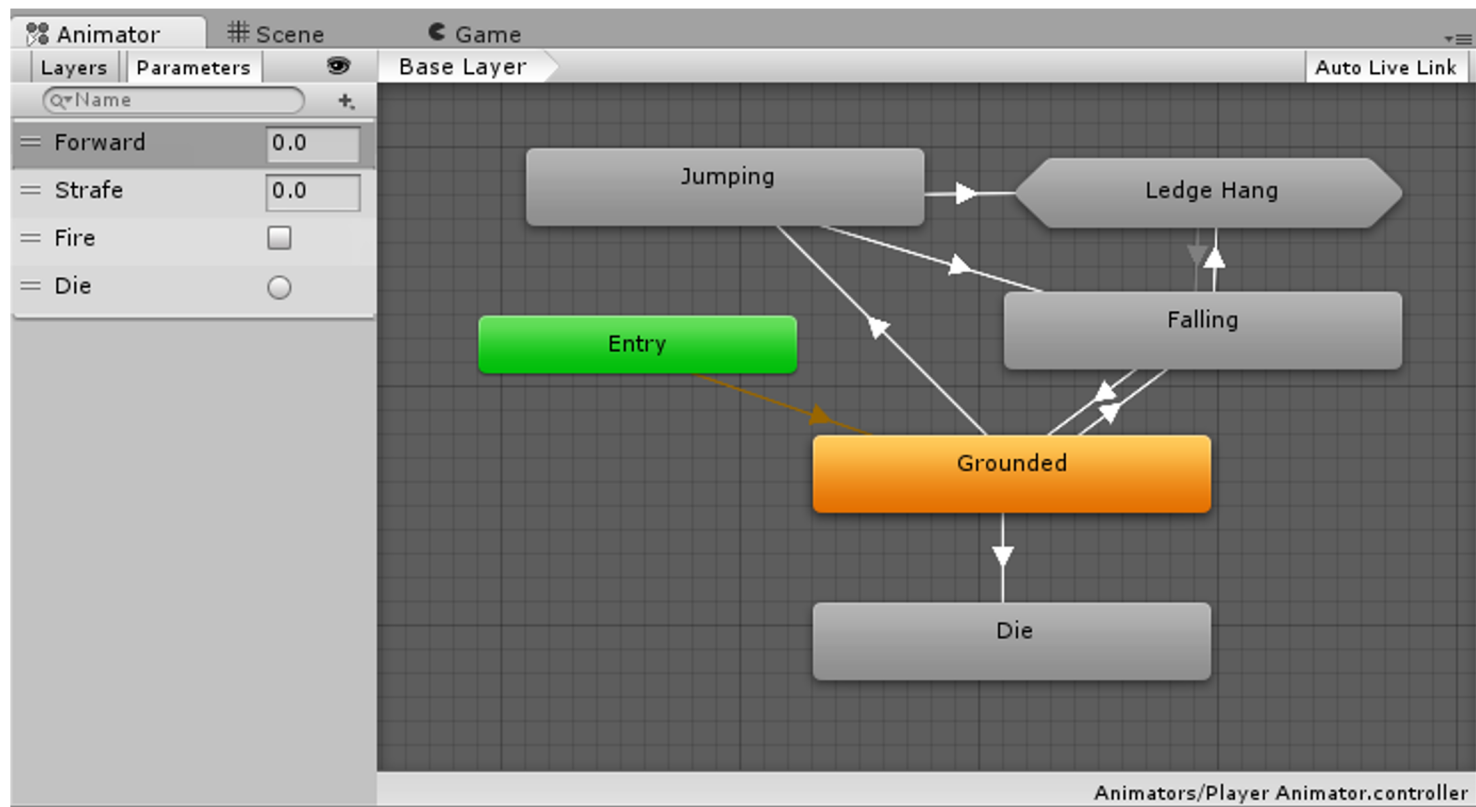 Animator Scene Game
Layers Parameters Base Layer Auto Live Link
Name
Forward 0.0
Strafe 0.0
Fire
Die
Jumping
Ledge Hang
Falling
Entry
Grounded
Die
Animators/Player Animator.controller